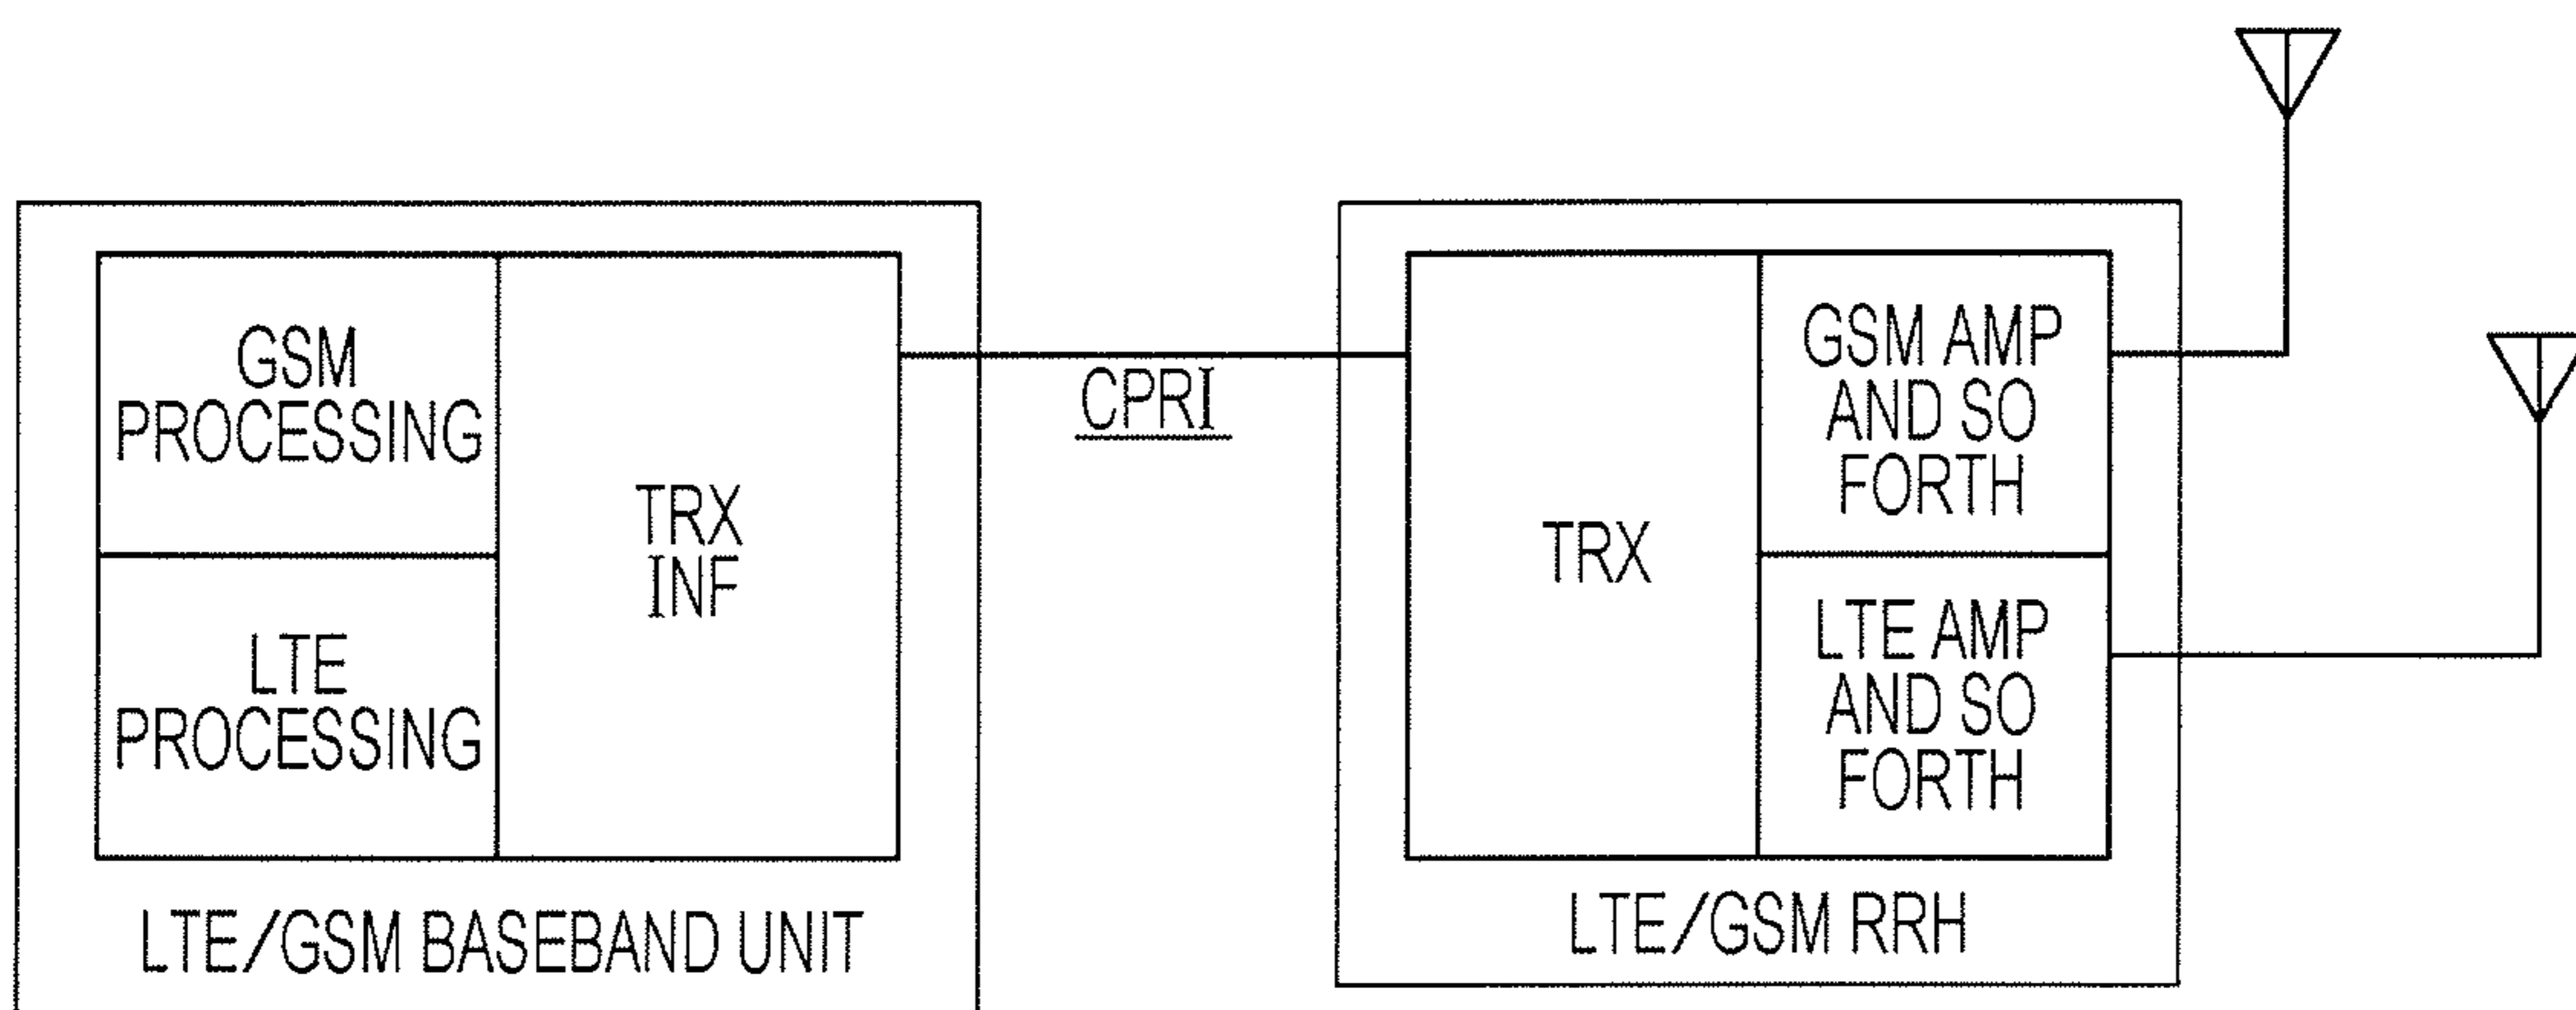 GSM
PROCESSING
LTE
PROCESSING
TRX
INF
LTE/GSM BASEBAND UNIT
CPRI
TRX
GSM AMP
AND SO
FORTH
LTE AMP
AND SO
FORTH
LTE/GSM RRH